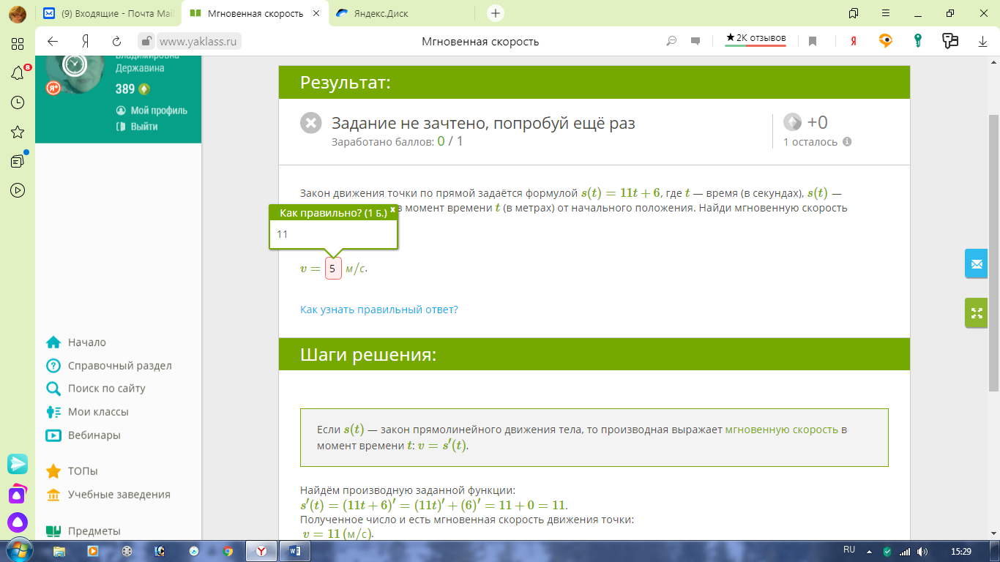 (9) Входящие - Почта Mai
Мгновенная скорость
Яндекс.Диск
www.yaklass.ru
Мгновенная скорость
★2К отзывов
Владимировна
Державина
389
Мой профиль
Выйти
8
Я+
Начало
Справочный раздел
Поиск по сайту
Мои классы
Вебинары
ТОПы
Учебные заведения
Предметы
Результат:
Задание не зачтено, попробуй ещё раз
Заработано баллов: 0 / 1
+0
1 осталось
Закон движения точки по прямой задаётся формулой s(t) = 11t + 6, где t — время (в секундах), s(t) —
в момент времени t (в метрах) от начального положения. Найди мгновенную скорость
Как правильно? (1 Б.) x
11
v = 5 м/с.
Как узнать правильный ответ?
Шаги решения:
Если s(t) — закон прямолинейного движения тела, то производная выражает мгновенную скорость в
момент времени t: v = s′(t).
Найдём производную заданной функции:
s′(t) = (11t + 6)′ = (11t)′ + (6)′ = 11 + 0 = 11.
Полученное число и есть мгновенная скорость движения точки:
v = 11 (м/с).
RU
15:29